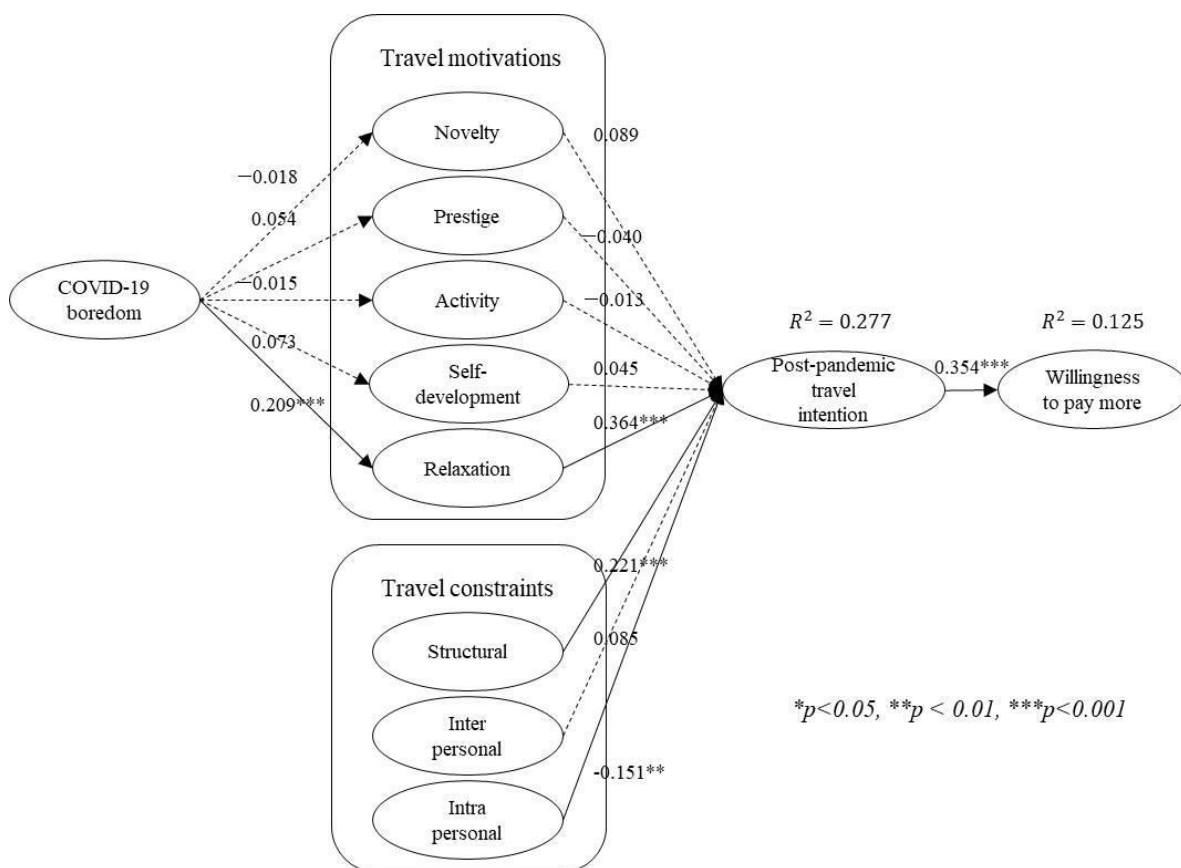 Travel motivations
Novelty
0.089
－0.018
Prestige
0.054
－0.040
COVID-19
boredom
－0.015
Activity
－0.013
R² = 0.277
R² = 0.125
0.073
Self-
development
0.045
Post-pandemic
travel
intention
0.354***
Willingness
to pay more
0.209***
Relaxation
0.364***
Travel constraints
0.221***
Structural
0.085
Inter
personal
*p<0.05, **p < 0.01, ***p<0.001
-0.151**
Intra
personal